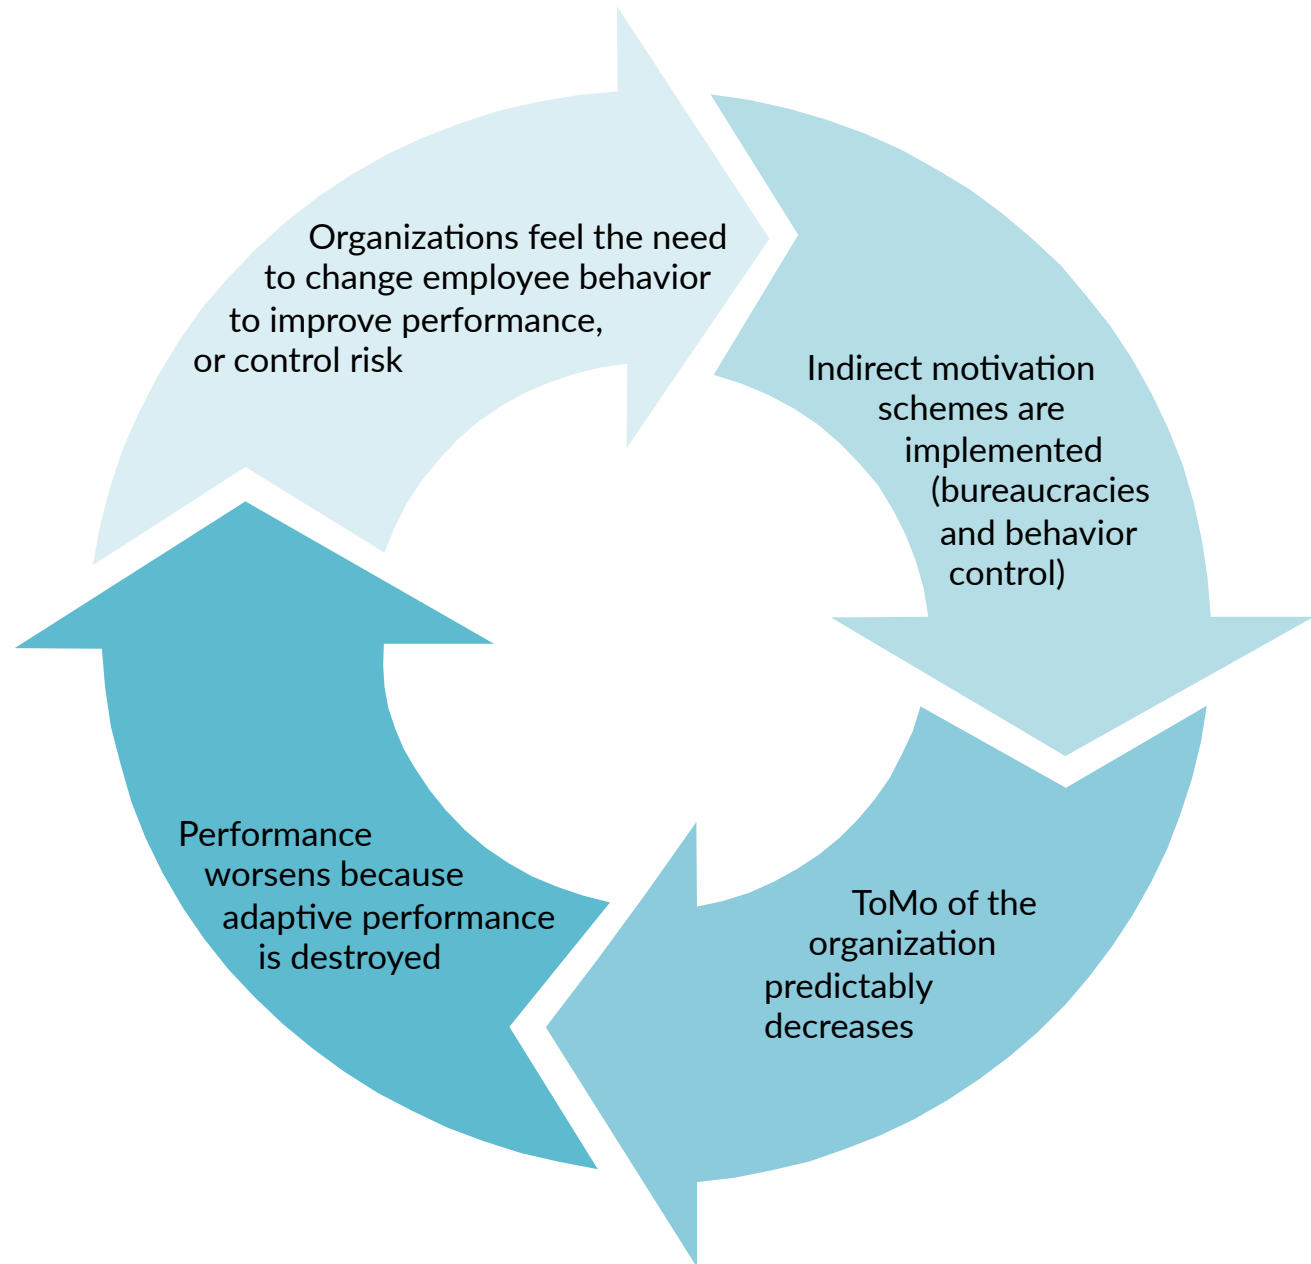 Organizations feel the need
to change employee behavior
to improve performance,
or control risk
Indirect motivation
schemes are
implemented
(bureaucracies
and behavior
control)
ToMo of the
organization
predictably
decreases
Performance
worsens because
adaptive performance
is destroyed